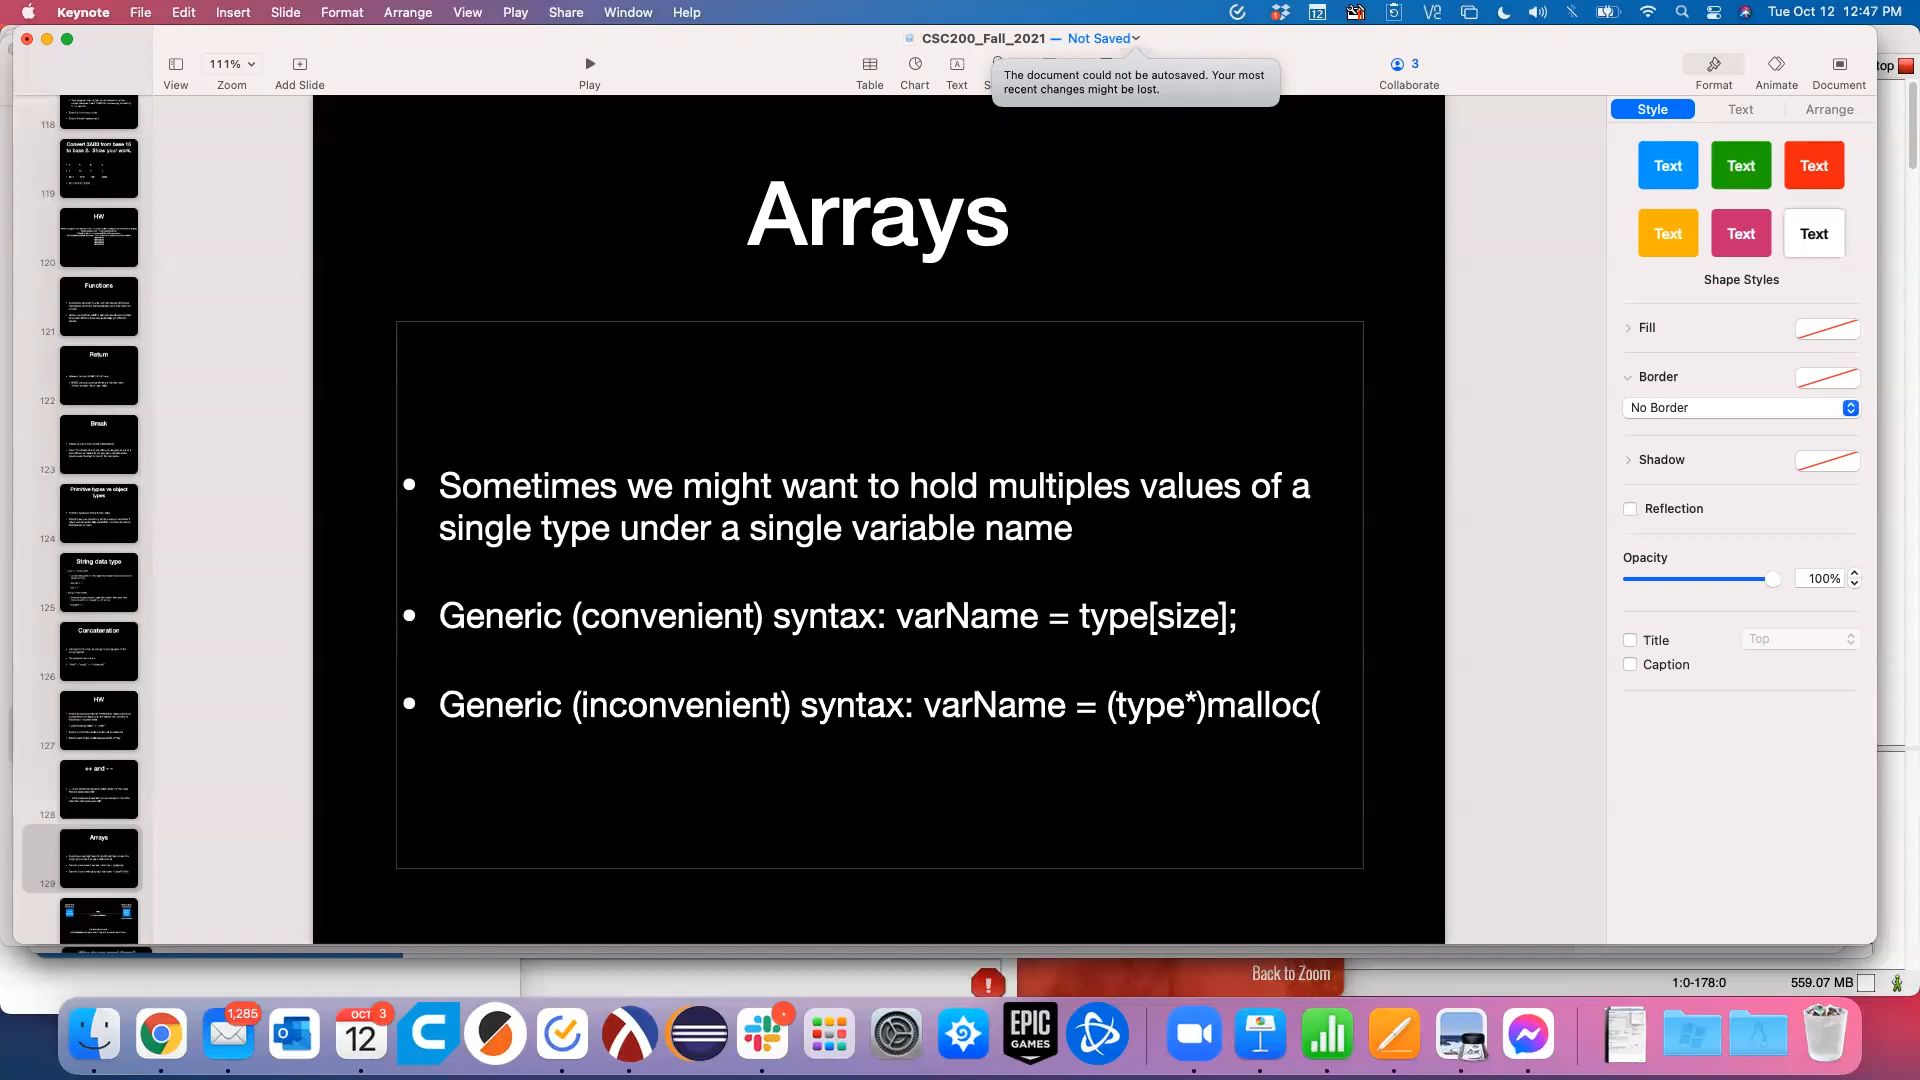 Keynote File Edit Insert Slide Format Arrange View Play Share Window Help
12
Tue Oct 12 12:47 PM
CSC200_Fall_2021 — Not Saved
The document could not be autosaved. Your most
recent changes might be lost.
111%
3
View Zoom Add Slide Play Table Chart Text Collaborate Format Animate Document
top
Style Text Arrange
Text Text Text
Text Text Text
Shape Styles
Fill
Border
No Border
Shadow
Reflection
Opacity
100%
Title Top
Caption
118
Convert 3AB3 from base 16
to base 2. Show your work.
119
HW
120
Functions
121
Return
122
Break
123
Primitive types vs object
types
124
String data type
125
Concatenation
126
HW
127
++ and --
128
Arrays
129
Arrays
• Sometimes we might want to hold multiples values of a
single type under a single variable name
• Generic (convenient) syntax: varName = type[size];
• Generic (inconvenient) syntax: varName = (type*)malloc(
Back to Zoom
1:0-178:0 559.07 MB
1,285
OCT 3
12
EPIC
GAMES